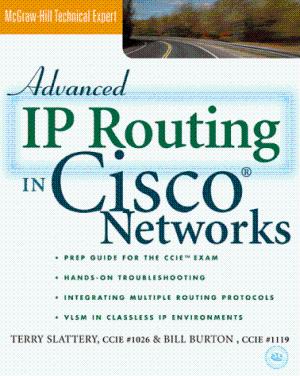 McGraw-Hill Technical Expert
Advanced
IP Routing
IN Cisco®
Networks
• PREP GUIDE FOR THE CCIE™ EXAM
• HANDS-ON TROUBLESHOOTING
• INTEGRATING MULTIPLE ROUTING PROTOCOLS
• VLSM IN CLASSLESS IP ENVIRONMENTS
TERRY SLATTERY, CCIE #1026 & BILL BURTON , CCIE #1119